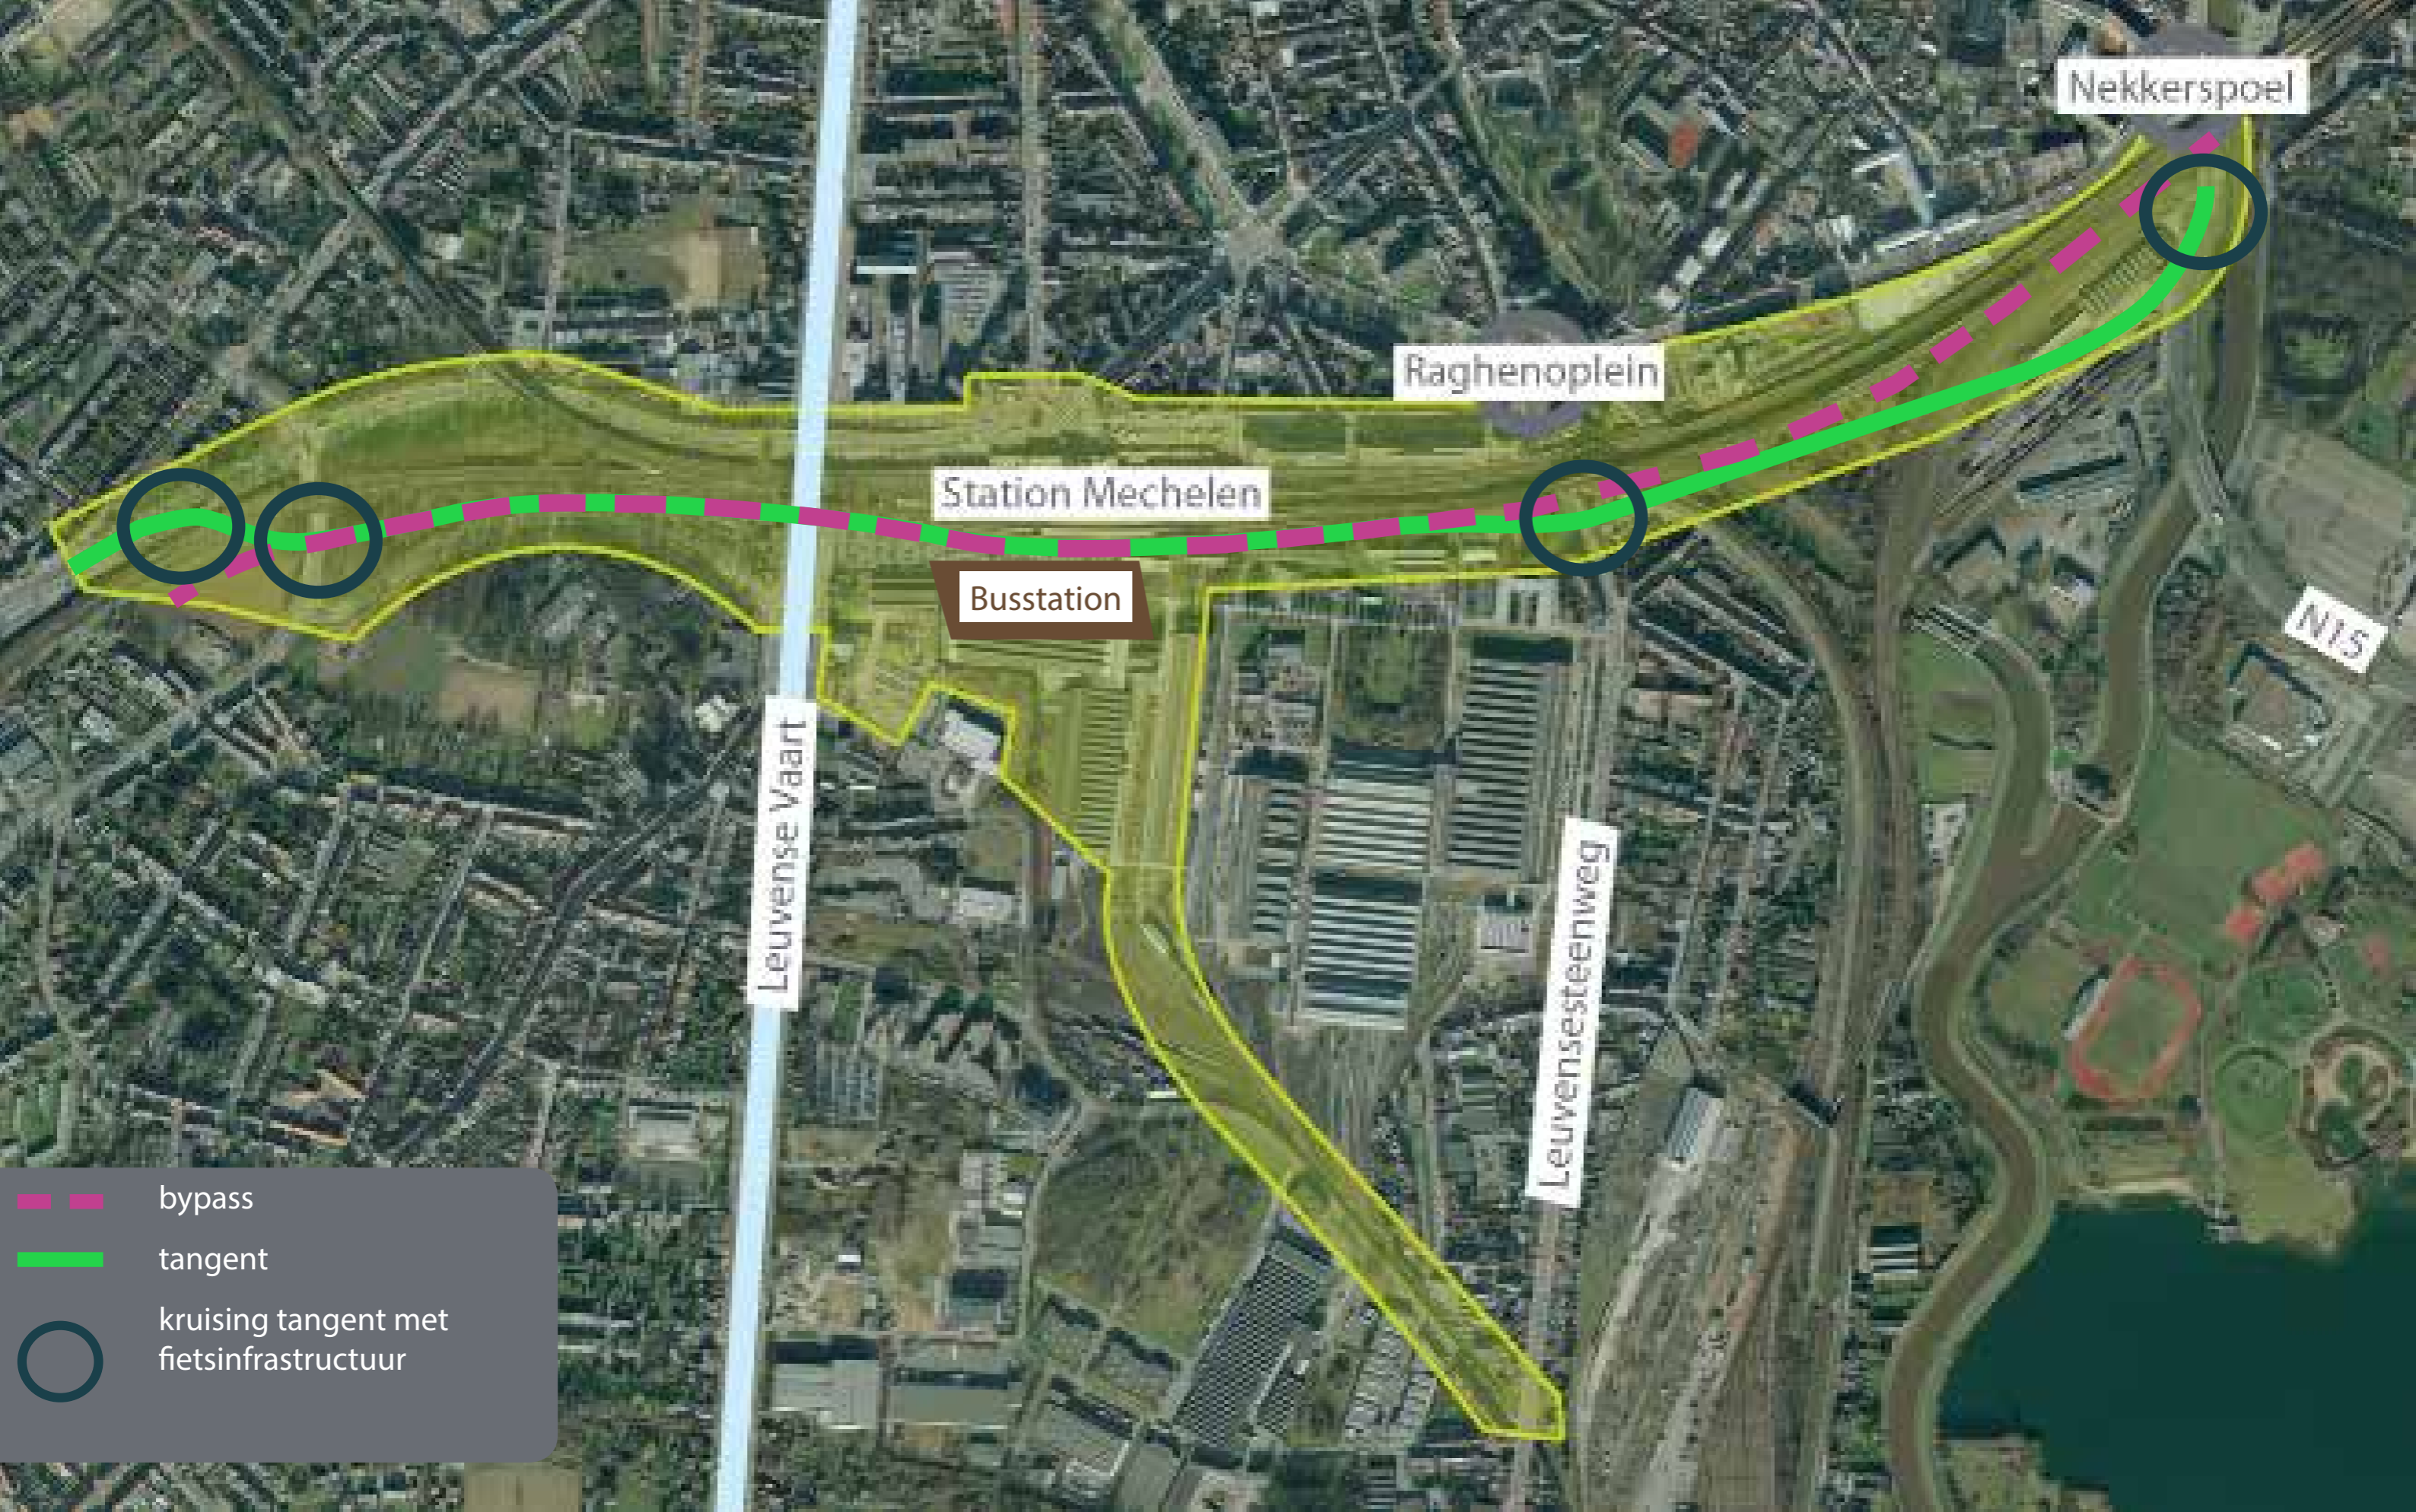 Nekkerspoel
Raghenoplein
Station Mechelen
Busstation
N15
Leuvense Vaart
Leuvensesteenweg
bypass
tangent
kruising tangent met
fietsinfrastructuur